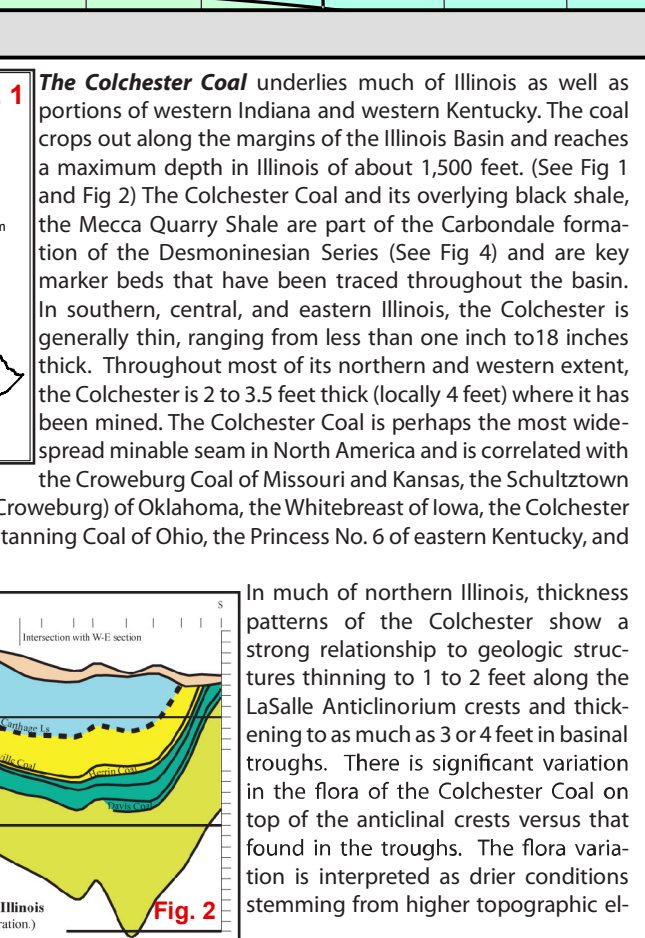 . 1
The Colchester Coal underlies much of Illinois as well as
portions of western Indiana and western Kentucky. The coal
crops out along the margins of the Illinois Basin and reaches
a maximum depth in Illinois of about 1,500 feet. (See Fig 1
and Fig 2) The Colchester Coal and its overlying black shale,
the Mecca Quarry Shale are part of the Carbondale forma-
tion of the Desmoninesian Series (See Fig 4) and are key
marker beds that have been traced throughout the basin.
In southern, central, and eastern Illinois, the Colchester is
generally thin, ranging from less than one inch to18 inches
thick. Throughout most of its northern and western extent,
the Colchester is 2 to 3.5 feet thick (locally 4 feet) where it has
been mined. The Colchester Coal is perhaps the most wide-
spread minable seam in North America and is correlated with
the Croweburg Coal of Missouri and Kansas, the Schultztown
Croweburg) of Oklahoma, the Whitebreast of Iowa, the Colchester
tanning Coal of Ohio, the Princess No. 6 of eastern Kentucky, and
S
Intersection with W-E section
Carthage Ls
ville Coal
Herrin Coal
Davis Coal
Illinois
ration.)
Fig. 2
In much of northern Illinois, thickness
patterns of the Colchester show a
strong relationship to geologic struc-
tures thinning to 1 to 2 feet along the
LaSalle Anticlinorium crests and thick-
ening to as much as 3 or 4 feet in basinal
troughs. There is significant variation
in the flora of the Colchester Coal on
top of the anticlinal crests versus that
found in the troughs. The flora varia-
tion is interpreted as drier conditions
stemming from higher topographic el-